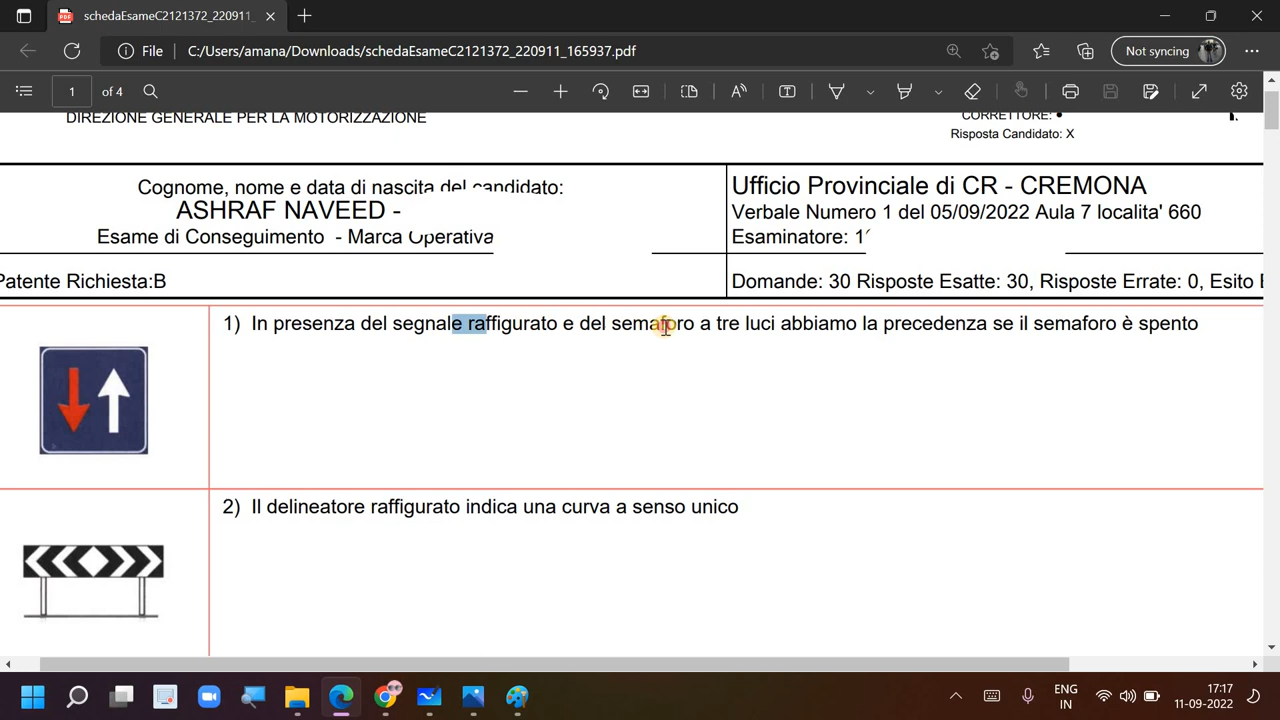 schedaEsameC2121372_220911_
File
C:/Users/amana/Downloads/schedaEsameC2121372_220911_165937.pdf
Not syncing
1 of 4
DIREZIONE GENERALE PER LA MOTORIZZAZIONE
CORRETTORE: •
Risposta Candidato: X
Cognome, nome e data di nascita del candidato:
ASHRAF NAVEED -
Esame di Conseguimento - Marca Operativa
Ufficio Provinciale di CR - CREMONA
Verbale Numero 1 del 05/09/2022 Aula 7 localita' 660
Esaminatore: 1
Patente Richiesta:B
Domande: 30 Risposte Esatte: 30, Risposte Errate: 0, Esito
1) In presenza del segnale raffigurato e del semaforo a tre luci abbiamo la precedenza se il semaforo è spento
2) Il delineatore raffigurato indica una curva a senso unico
ENG
IN
17:17
11-09-2022